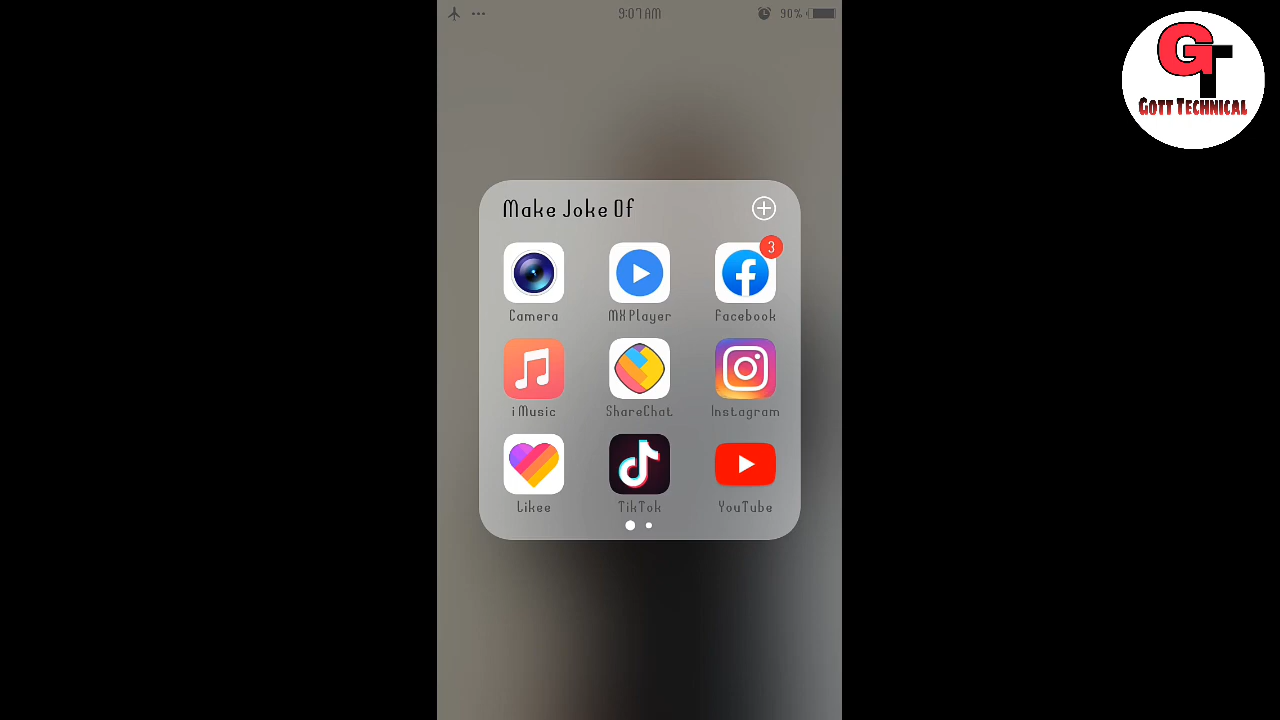 9:07 AM
90%
GT
GOTT TECHNICAL
Make Joke Of
3
Camera
MX Player
Facebook
i Music
ShareChat
Instagram
Likee
TikTok
YouTube